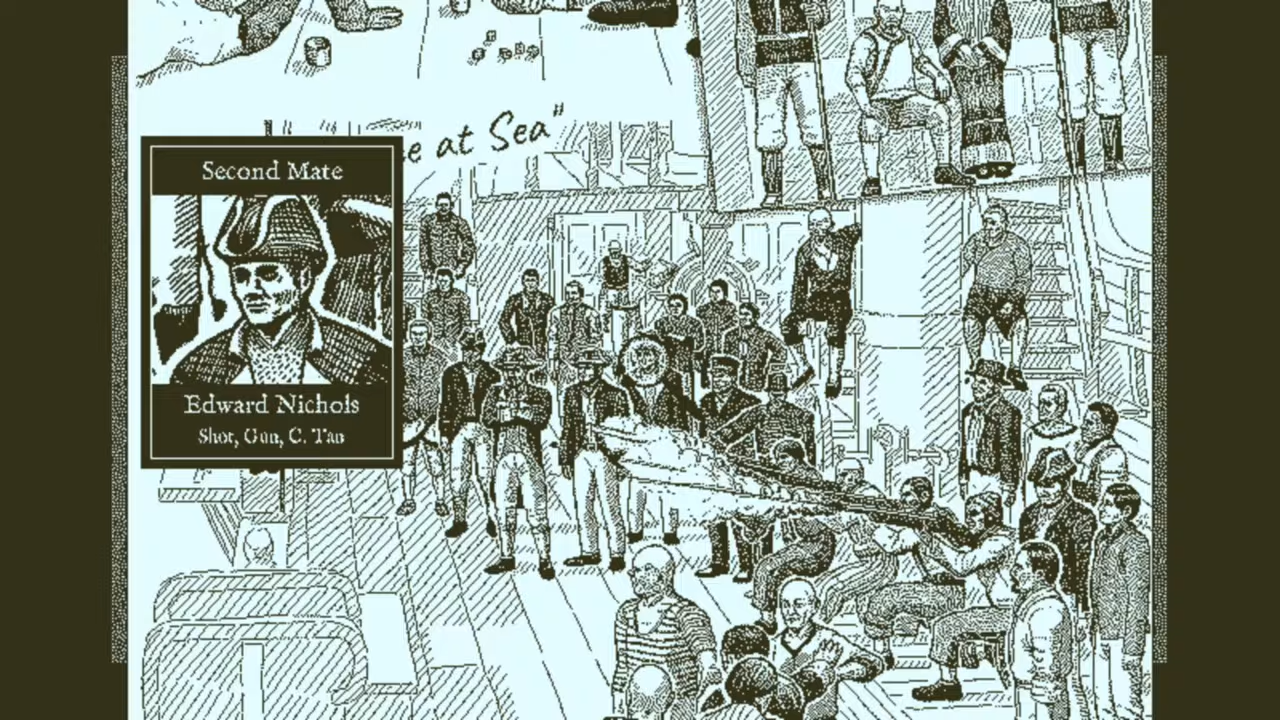 e at Sea"
Second Mate
Edward Nichols
Shot, Gun, C. Tan